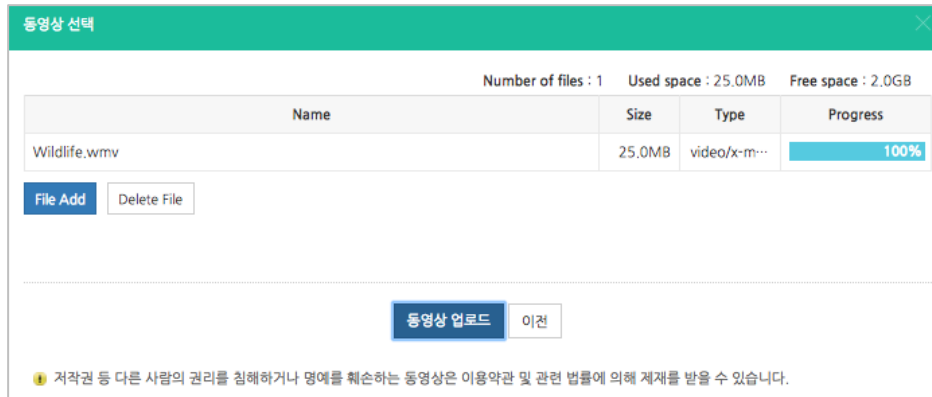 동영상 선택
Number of files : 1 Used space : 25.0MB Free space : 2.0GB
Name Size Type Progress
Wildlife.wmv 25.0MB video/x-m… 100%
File Add Delete File
동영상 업로드 이전
저작권 등 다른 사람의 권리를 침해하거나 명예를 훼손하는 동영상은 이용약관 및 관련 법률에 의해 제재를 받을 수 있습니다.